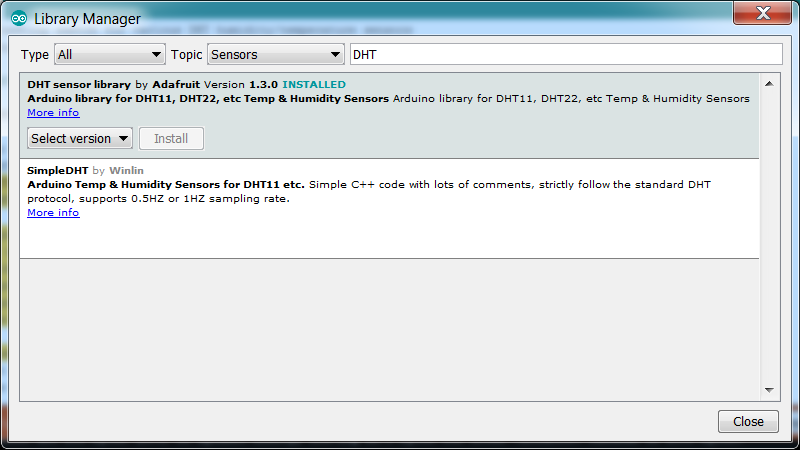 Library Manager
Type All Topic Sensors DHT
DHT sensor library by Adafruit Version 1.3.0 INSTALLED
Arduino library for DHT11, DHT22, etc Temp & Humidity Sensors Arduino library for DHT11, DHT22, etc Temp & Humidity Sensors
More info
Select version Install
SimpleDHT by Winlin
Arduino Temp & Humidity Sensors for DHT11 etc. Simple C++ code with lots of comments, strictly follow the standard DHT
protocol, supports 0.5HZ or 1HZ sampling rate.
More info
Close